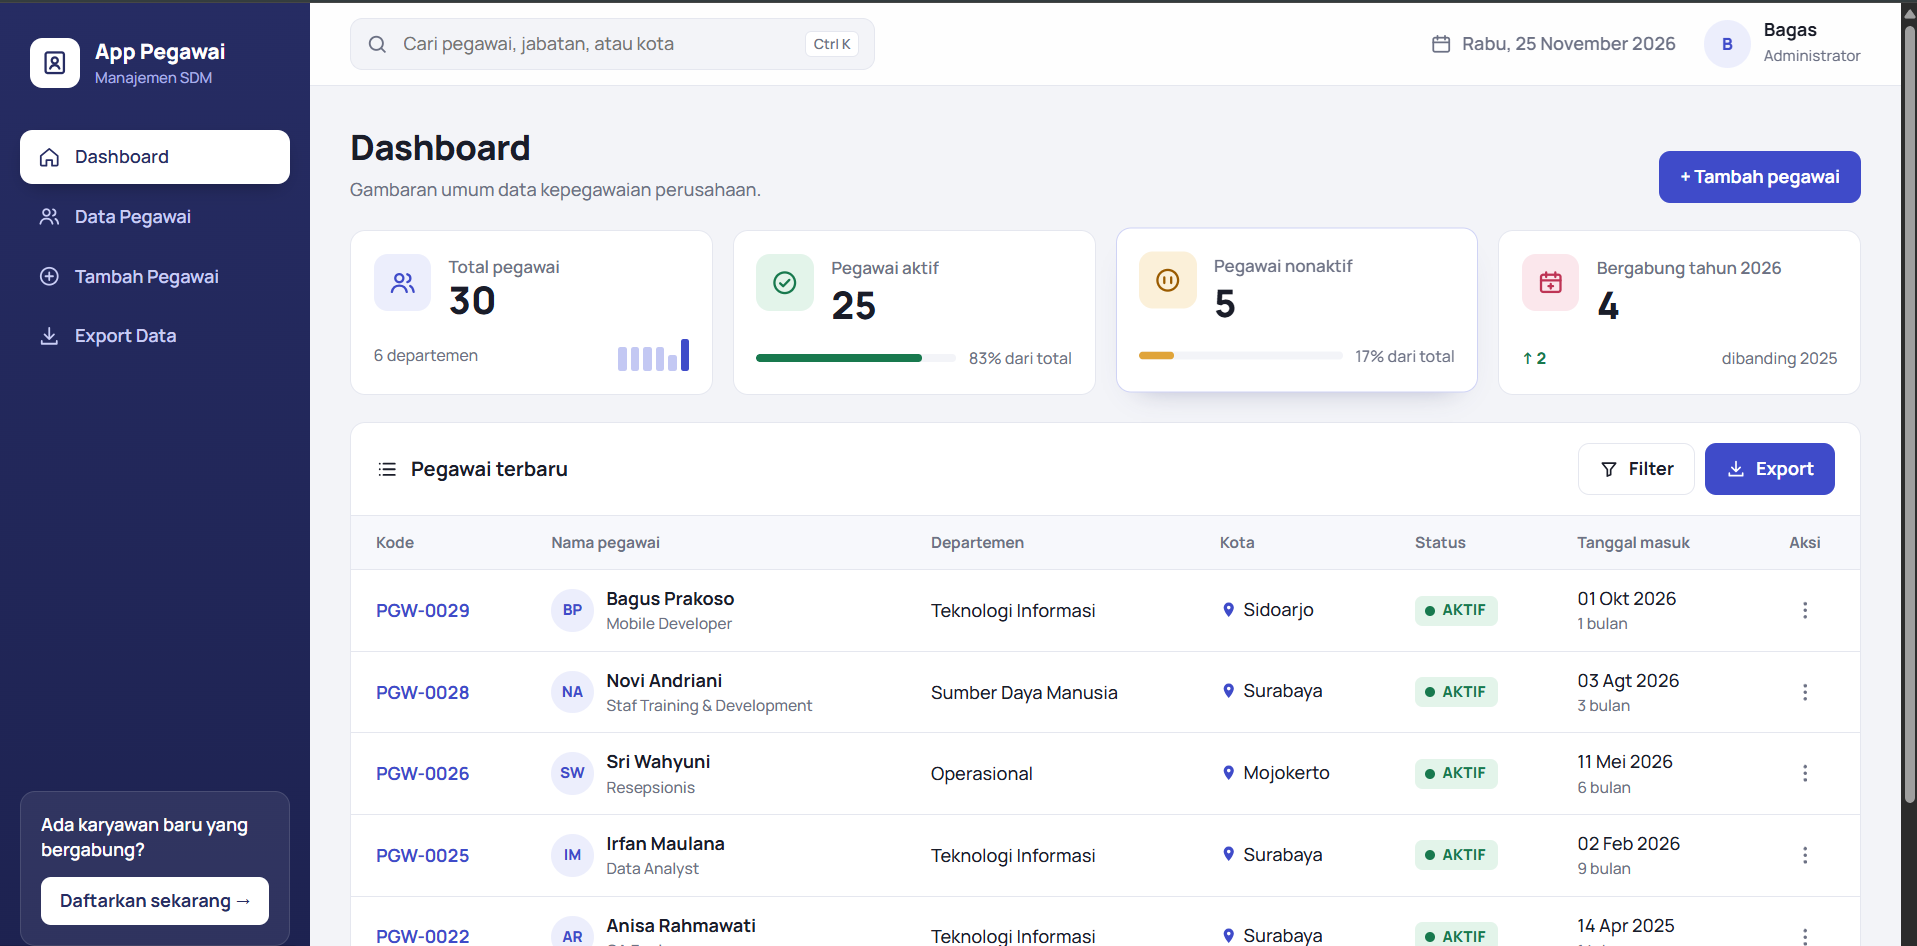 App Pegawai
Manajemen SDM
Dashboard
Data Pegawai
Tambah Pegawai
Export Data
Ada karyawan baru yang
bergabung?
Daftarkan sekarang →
Cari pegawai, jabatan, atau kota
Ctrl K
Rabu, 25 November 2026
B
Bagas
Administrator
Dashboard
Gambaran umum data kepegawaian perusahaan.
+ Tambah pegawai
Total pegawai
30
6 departemen
Pegawai aktif
25
83% dari total
Pegawai nonaktif
5
17% dari total
Bergabung tahun 2026
4
↑ 2
dibanding 2025
Pegawai terbaru
Filter
Export
Kode Nama pegawai Departemen Kota Status Tanggal masuk Aksi
PGW-0029 BP Bagus Prakoso Teknologi Informasi Sidoarjo AKTIF 01 Okt 2026
Mobile Developer 1 bulan
PGW-0028 NA Novi Andriani Sumber Daya Manusia Surabaya AKTIF 03 Agt 2026
Staf Training & Development 3 bulan
PGW-0026 SW Sri Wahyuni Operasional Mojokerto AKTIF 11 Mei 2026
Resepsionis 6 bulan
PGW-0025 IM Irfan Maulana Teknologi Informasi Surabaya AKTIF 02 Feb 2026
Data Analyst 9 bulan
PGW-0022 AR Anisa Rahmawati Teknologi Informasi Surabaya AKTIF 14 Apr 2025